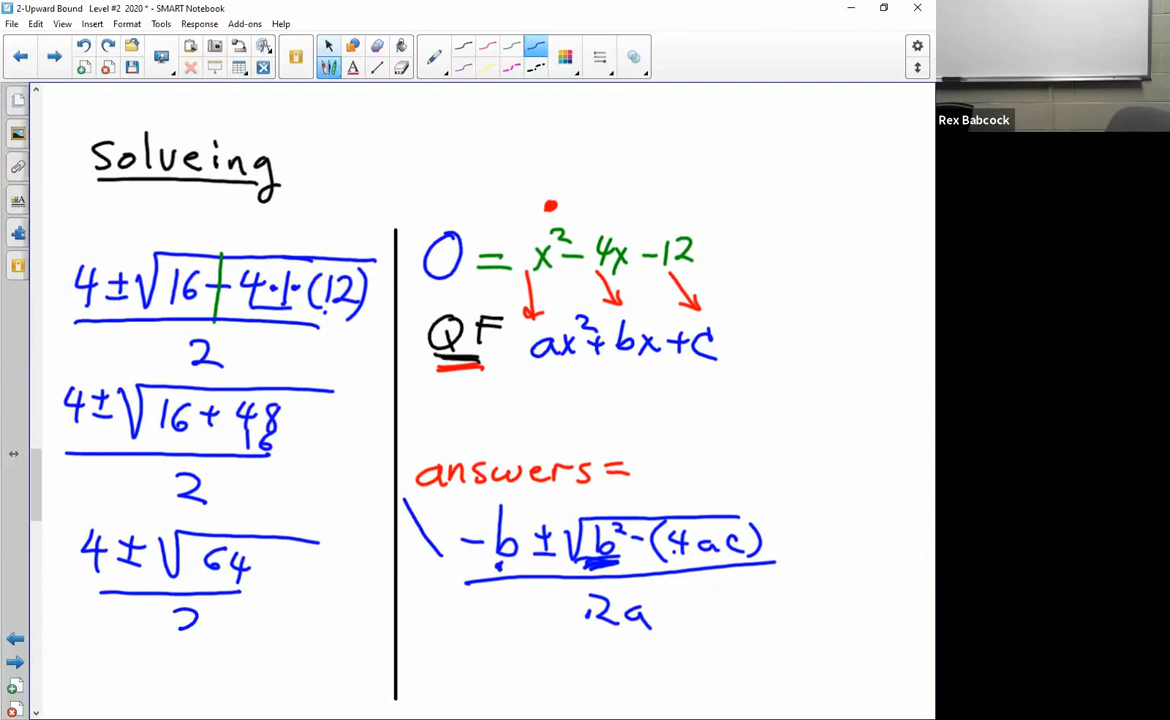 2-Upward Bound Level #2 2020 * - SMART Notebook
File Edit View Insert Format Tools Response Add-ons Help
Rex Babcock
Solveing
4 ± √16 - 4·1·(12)
2
4 ± √16 + 48
16
2
4 ± √64
2
0 = x² - 4x - 12
QF ax² + bx + c
answers =
-b ± √b² - (4ac)
2a